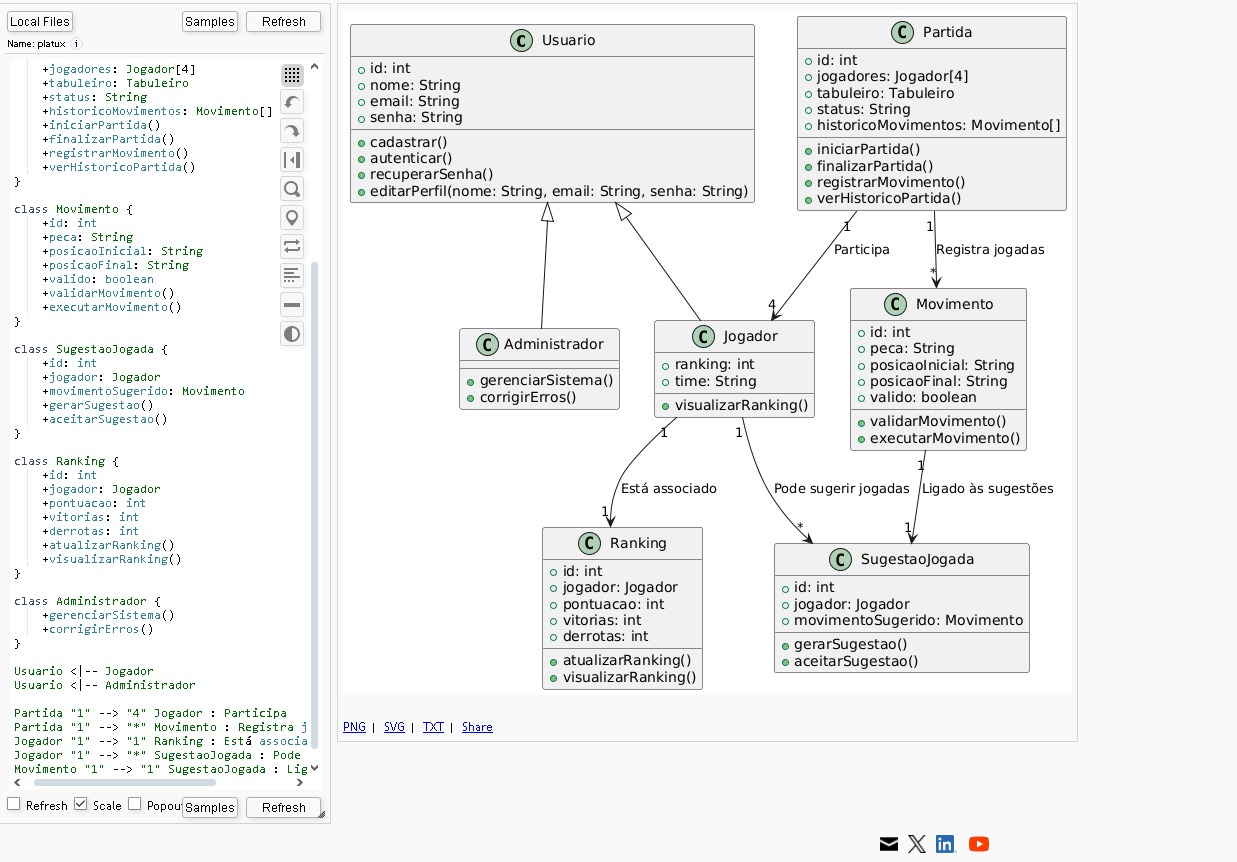 Local Files
Samples
Refresh
Name: platux i
+jogadores: Jogador[4]
+tabuleiro: Tabuleiro
+status: String
+historicoMovimentos: Movimento[]
+iniciarPartida()
+finalizarPartida()
+registrarMovimento()
+verHistoricoPartida()
}
class Movimento {
+id: int
+peca: String
+posicaoInicial: String
+posicaoFinal: String
+valido: boolean
+validarMovimento()
+executarMovimento()
}
class SugestaoJogada {
+id: int
+jogador: Jogador
+movimentoSugerido: Movimento
+gerarSugestao()
+aceitarSugestao()
}
class Ranking {
+id: int
+jogador: Jogador
+pontuacao: int
+vitorias: int
+derrotas: int
+atualizarRanking()
+visualizarRanking()
}
class Administrador {
+gerenciarSistema()
+corrigirErros()
}
Usuario <|-- Jogador
Usuario <|-- Administrador
Partida "1" --> "4" Jogador : Participa
Partida "1" --> "*" Movimento : Registra j
Jogador "1" --> "1" Ranking : Está associa
Jogador "1" --> "*" SugestaoJogada : Pode
Movimento "1" --> "1" SugestaoJogada : Lig
Refresh
Scale
Popou
Samples
Refresh
C Usuario
id: int
nome: String
email: String
senha: String
cadastrar()
autenticar()
recuperarSenha()
editarPerfil(nome: String, email: String, senha: String)
C Partida
id: int
jogadores: Jogador[4]
tabuleiro: Tabuleiro
status: String
historicoMovimentos: Movimento[]
iniciarPartida()
finalizarPartida()
registrarMovimento()
verHistoricoPartida()
1
Participa
4
1
Registra jogadas
*
C Administrador
gerenciarSistema()
corrigirErros()
C Jogador
ranking: int
time: String
visualizarRanking()
C Movimento
id: int
peca: String
posicaoInicial: String
posicaoFinal: String
valido: boolean
validarMovimento()
executarMovimento()
1
Está associado
1
1
Pode sugerir jogadas
*
1
Ligado às sugestões
1
C Ranking
id: int
jogador: Jogador
pontuacao: int
vitorias: int
derrotas: int
atualizarRanking()
visualizarRanking()
C SugestaoJogada
id: int
jogador: Jogador
movimentoSugerido: Movimento
gerarSugestao()
aceitarSugestao()
PNG | SVG | TXT | Share